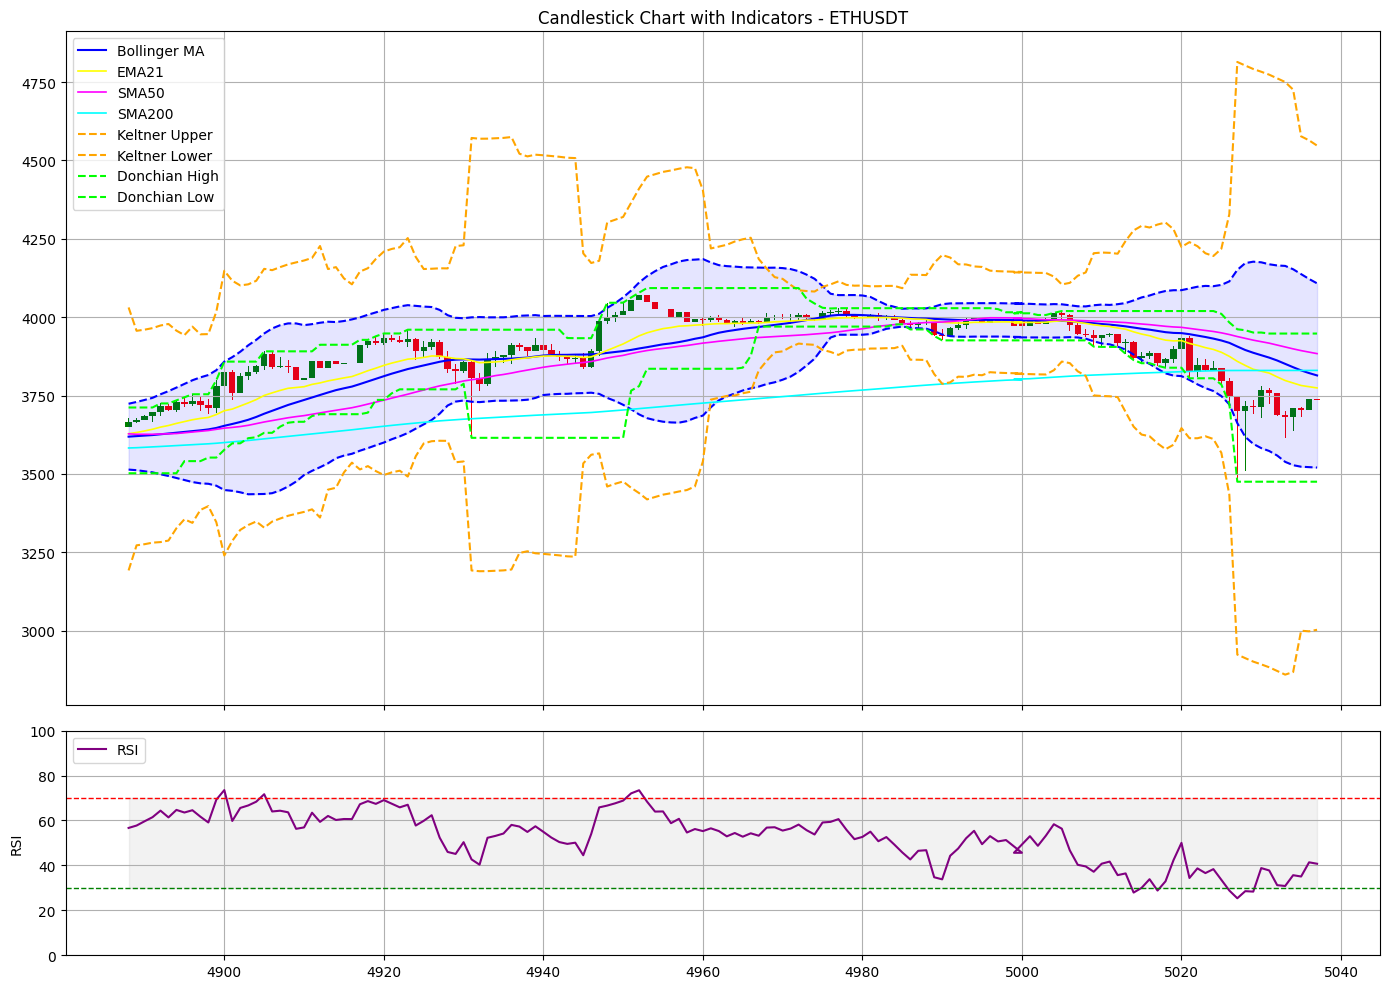 Candlestick Chart with Indicators - ETHUSDT
Bollinger MA
EMA21
SMA50
SMA200
Keltner Upper
Keltner Lower
Donchian High
Donchian Low
4750
4500
4250
4000
3750
3500
3250
3000
RSI
100
80
60
40
20
0
RSI
4900 4920 4940 4960 4980 5000 5020 5040